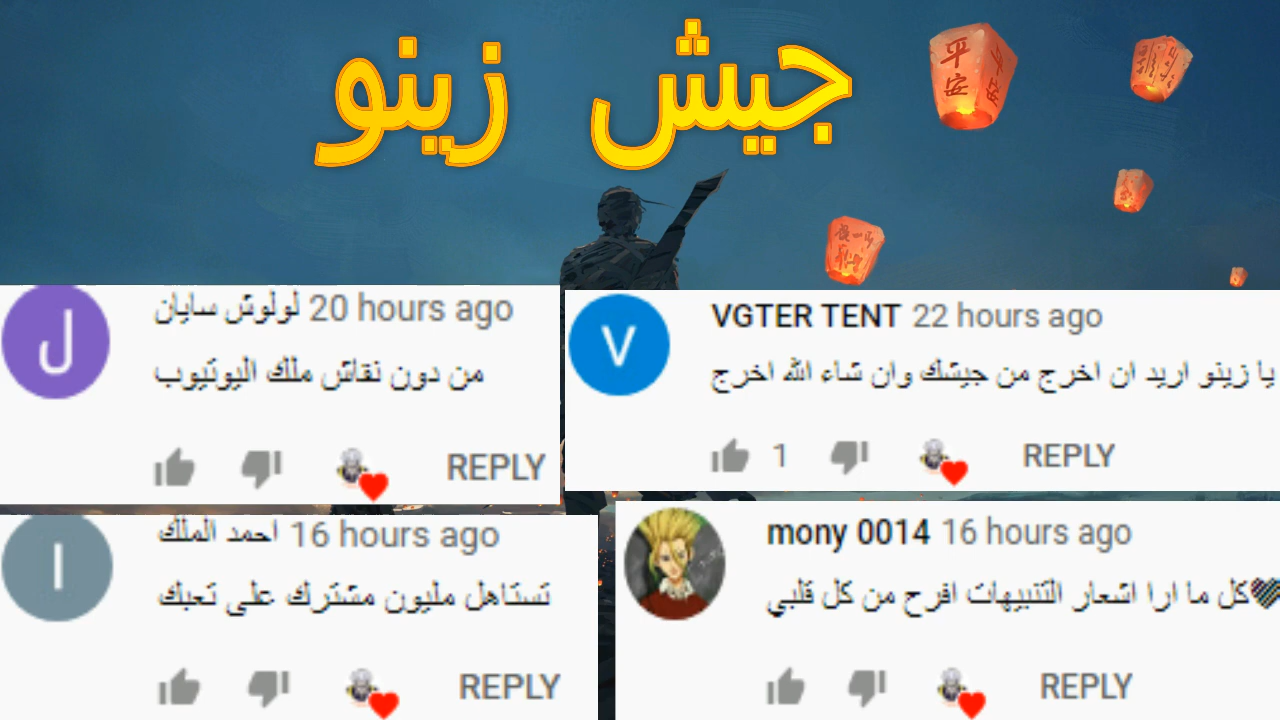 جيش زينو
平安
لولوش سايان 20 hours ago
من دون نقاش ملك اليوتيوب
REPLY
VGTER TENT 22 hours ago
يا زينو اريد ان اخرج من جيشك وان شاء الله اخرج
1
REPLY
احمد الملك 16 hours ago
تستاهل مليون مشترك على تعبك
REPLY
mony 0014 16 hours ago
كل ما ارا اشعار التنبيهات افرح من كل قلبي
REPLY
J
V
I